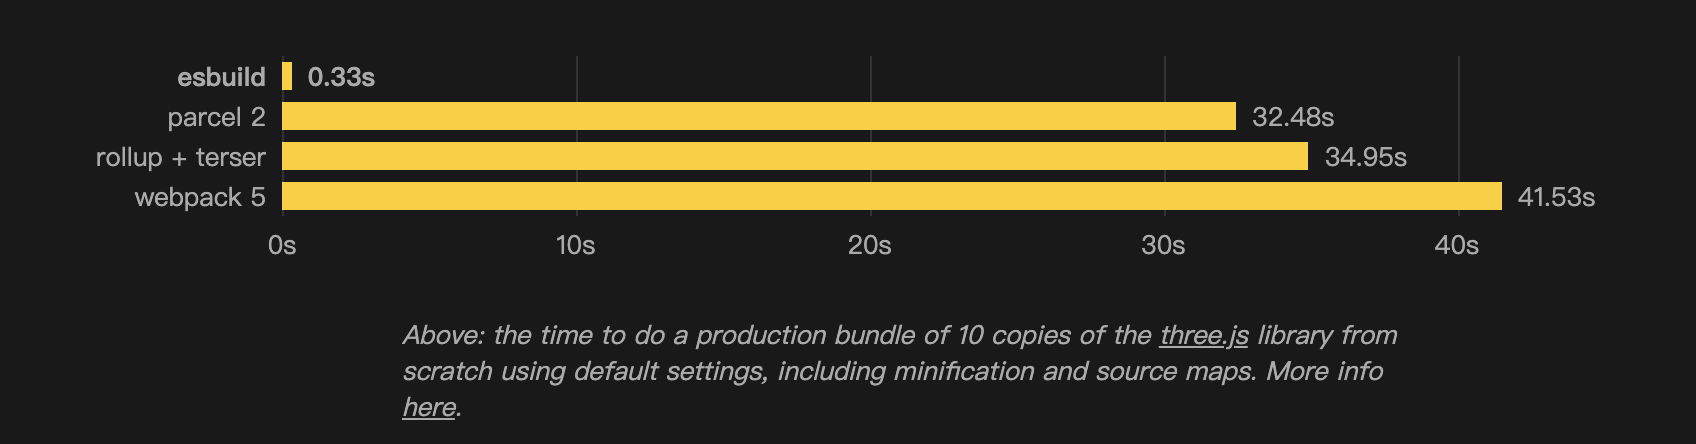 esbuild 0.33s
parcel 2 32.48s
rollup + terser 34.95s
webpack 5 41.53s
0s 10s 20s 30s 40s
Above: the time to do a production bundle of 10 copies of the three.js library from
scratch using default settings, including minification and source maps. More info
here.